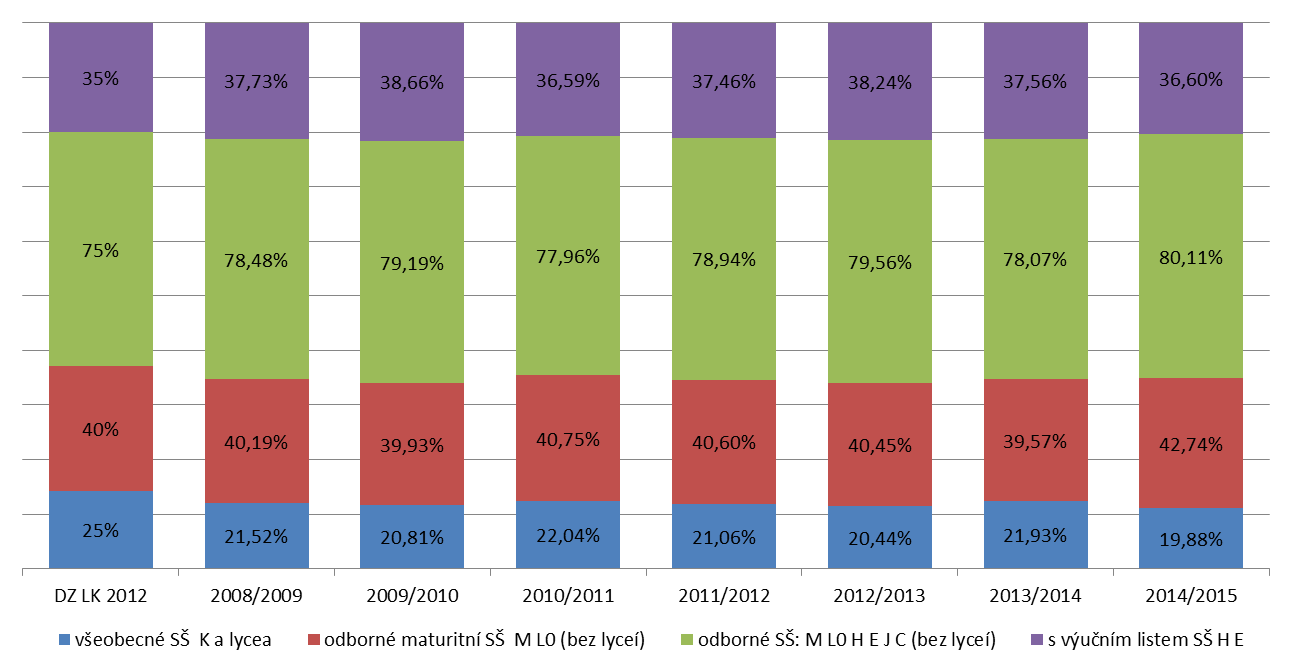 35% 37,73% 38,66% 36,59% 37,46% 38,24% 37,56% 36,60%
75% 78,48% 79,19% 77,96% 78,94% 79,56% 78,07% 80,11%
40% 40,19% 39,93% 40,75% 40,60% 40,45% 39,57% 42,74%
25% 21,52% 20,81% 22,04% 21,06% 20,44% 21,93% 19,88%
DZ LK 2012 2008/2009 2009/2010 2010/2011 2011/2012 2012/2013 2013/2014 2014/2015
všeobecné SŠ K a lycea odborné maturitní SŠ M L0 (bez lyceí) odborné SŠ: M L0 H E J C (bez lyceí) s výučním listem SŠ H E